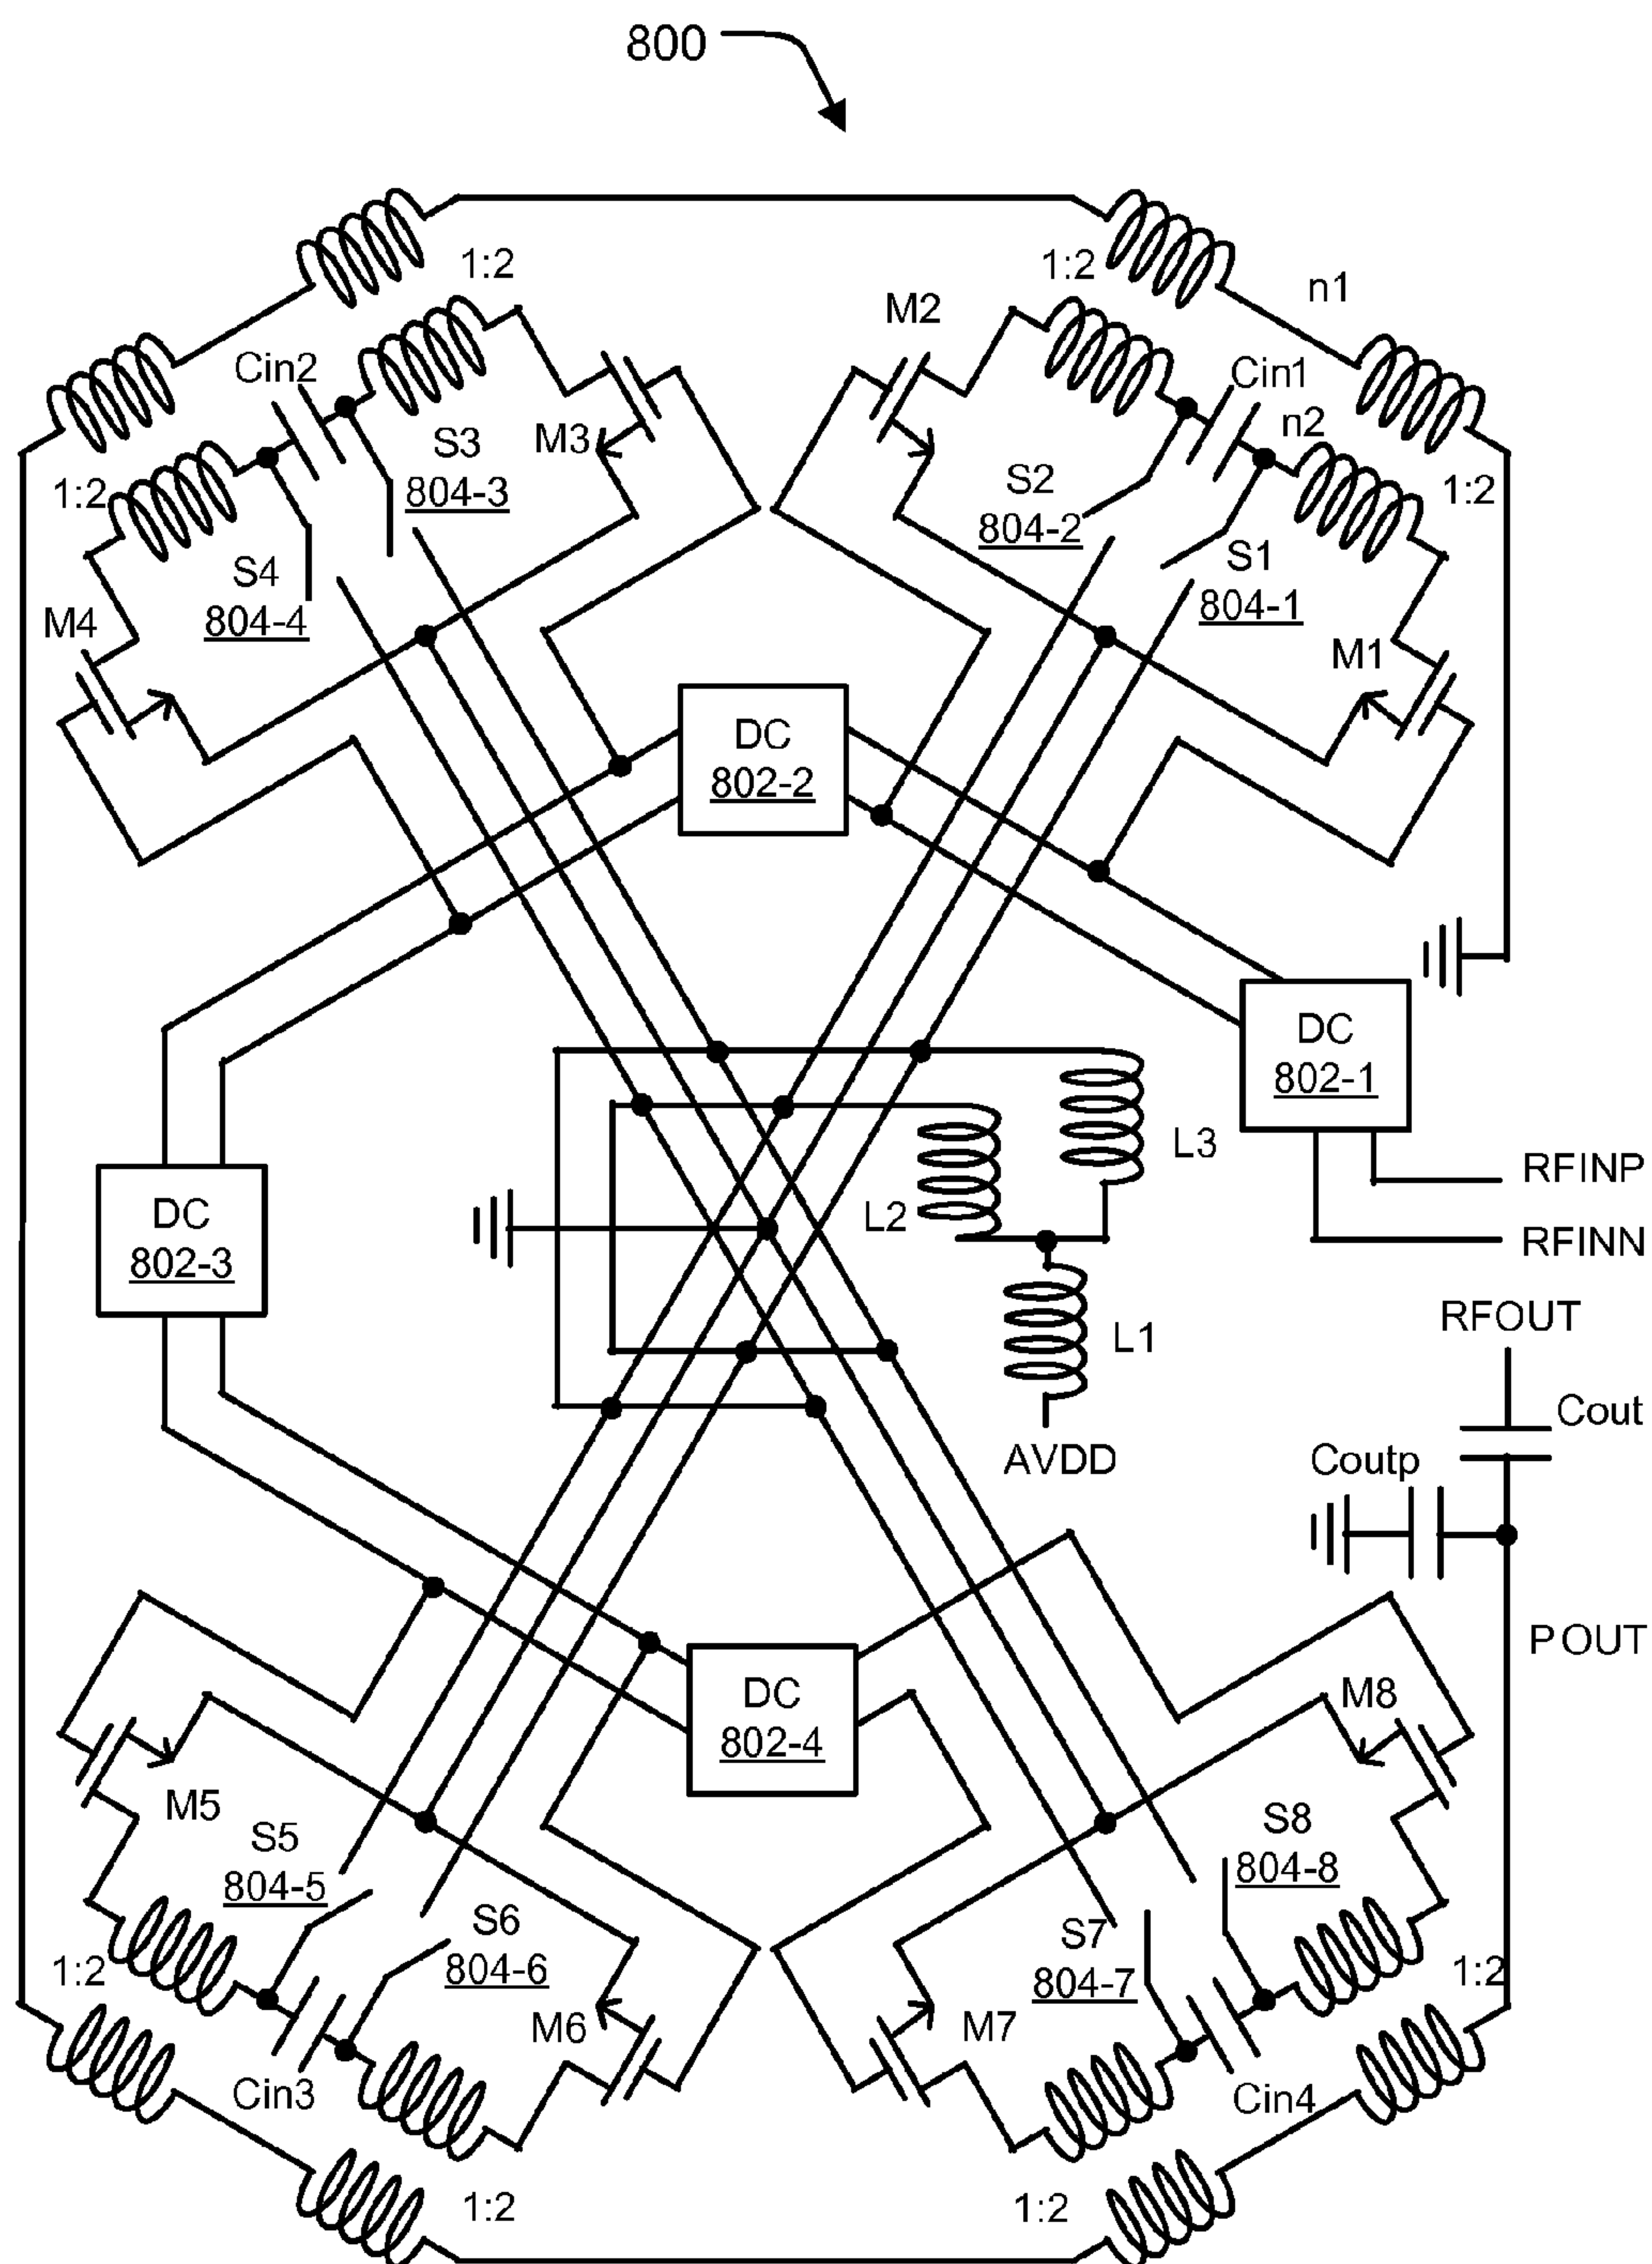 800
1:2
1:2
n1
M2
Cin2
Cin1
n2
S3
804-3
M3
S2
804-2
1:2
1:2
S4
804-4
S1
804-1
M4
M1
DC
802-2
DC
802-1
L3
RFINP
DC
802-3
L2
RFINN
RFOUT
L1
Cout
AVDD
Coutp
POUT
DC
802-4
M8
M5
S5
804-5
S8
804-8
S6
804-6
S7
804-7
1:2
1:2
M6
M7
Cin3
Cin4
1:2
1:2